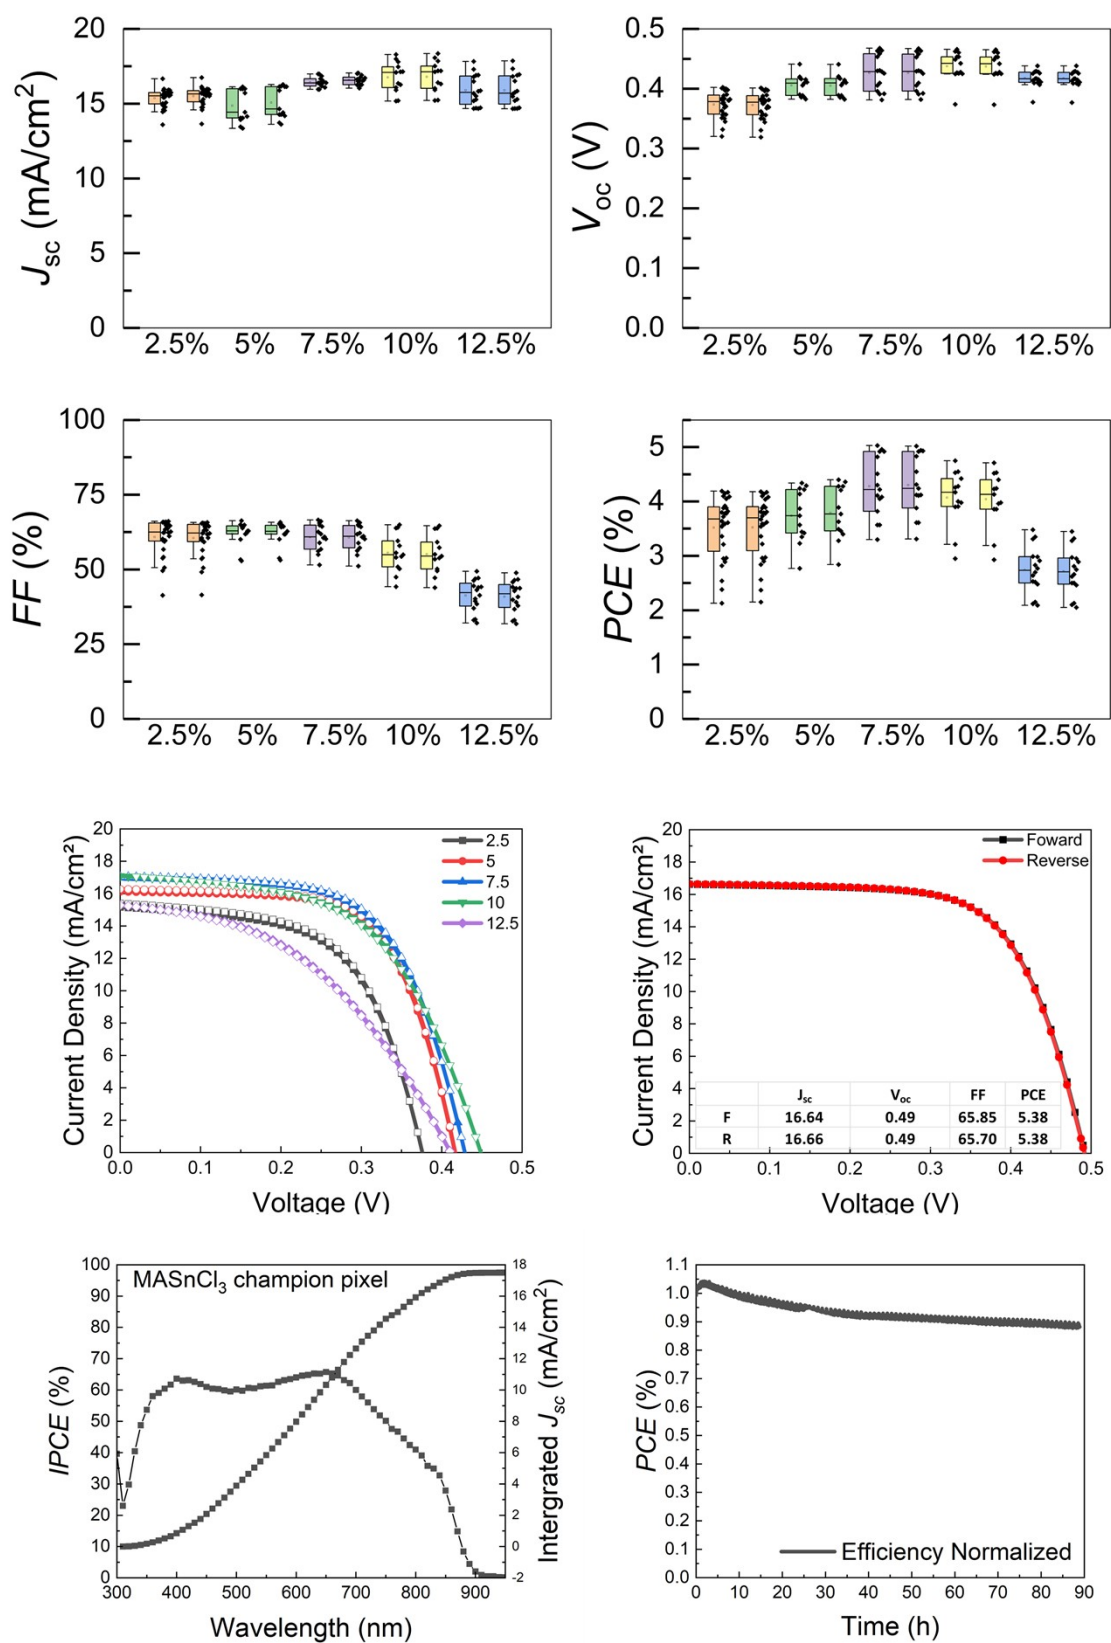 20
15
10
5
0
J_sc (mA/cm²)
2.5% 5% 7.5% 10% 12.5%
0.5
0.4
0.3
0.2
0.1
0.0
V_oc (V)
2.5% 5% 7.5% 10% 12.5%
100
75
50
25
0
FF (%)
2.5% 5% 7.5% 10% 12.5%
5
4
3
2
1
0
PCE (%)
2.5% 5% 7.5% 10% 12.5%
20
18
16
14
12
10
8
6
4
2
0
Current Density (mA/cm²)
2.5
5
7.5
10
12.5
0.0 0.1 0.2 0.3 0.4 0.5
Voltage (V)
20
18
16
14
12
10
8
6
4
2
0
Current Density (mA/cm²)
Foward
Reverse
J_sc V_oc FF PCE
F 16.64 0.49 65.85 5.38
R 16.66 0.49 65.70 5.38
0.0 0.1 0.2 0.3 0.4 0.5
Voltage (V)
MASnCl₃ champion pixel
100
90
80
70
60
50
40
30
20
10
0
IPCE (%)
18
16
14
12
10
8
6
4
2
0
-2
Intergrated J_sc (mA/cm²)
300 400 500 600 700 800 900
Wavelength (nm)
1.1
1.0
0.9
0.8
0.7
0.6
0.5
0.4
0.3
0.2
0.1
0.0
PCE (%)
Efficiency Normalized
0 10 20 30 40 50 60 70 80 90
Time (h)